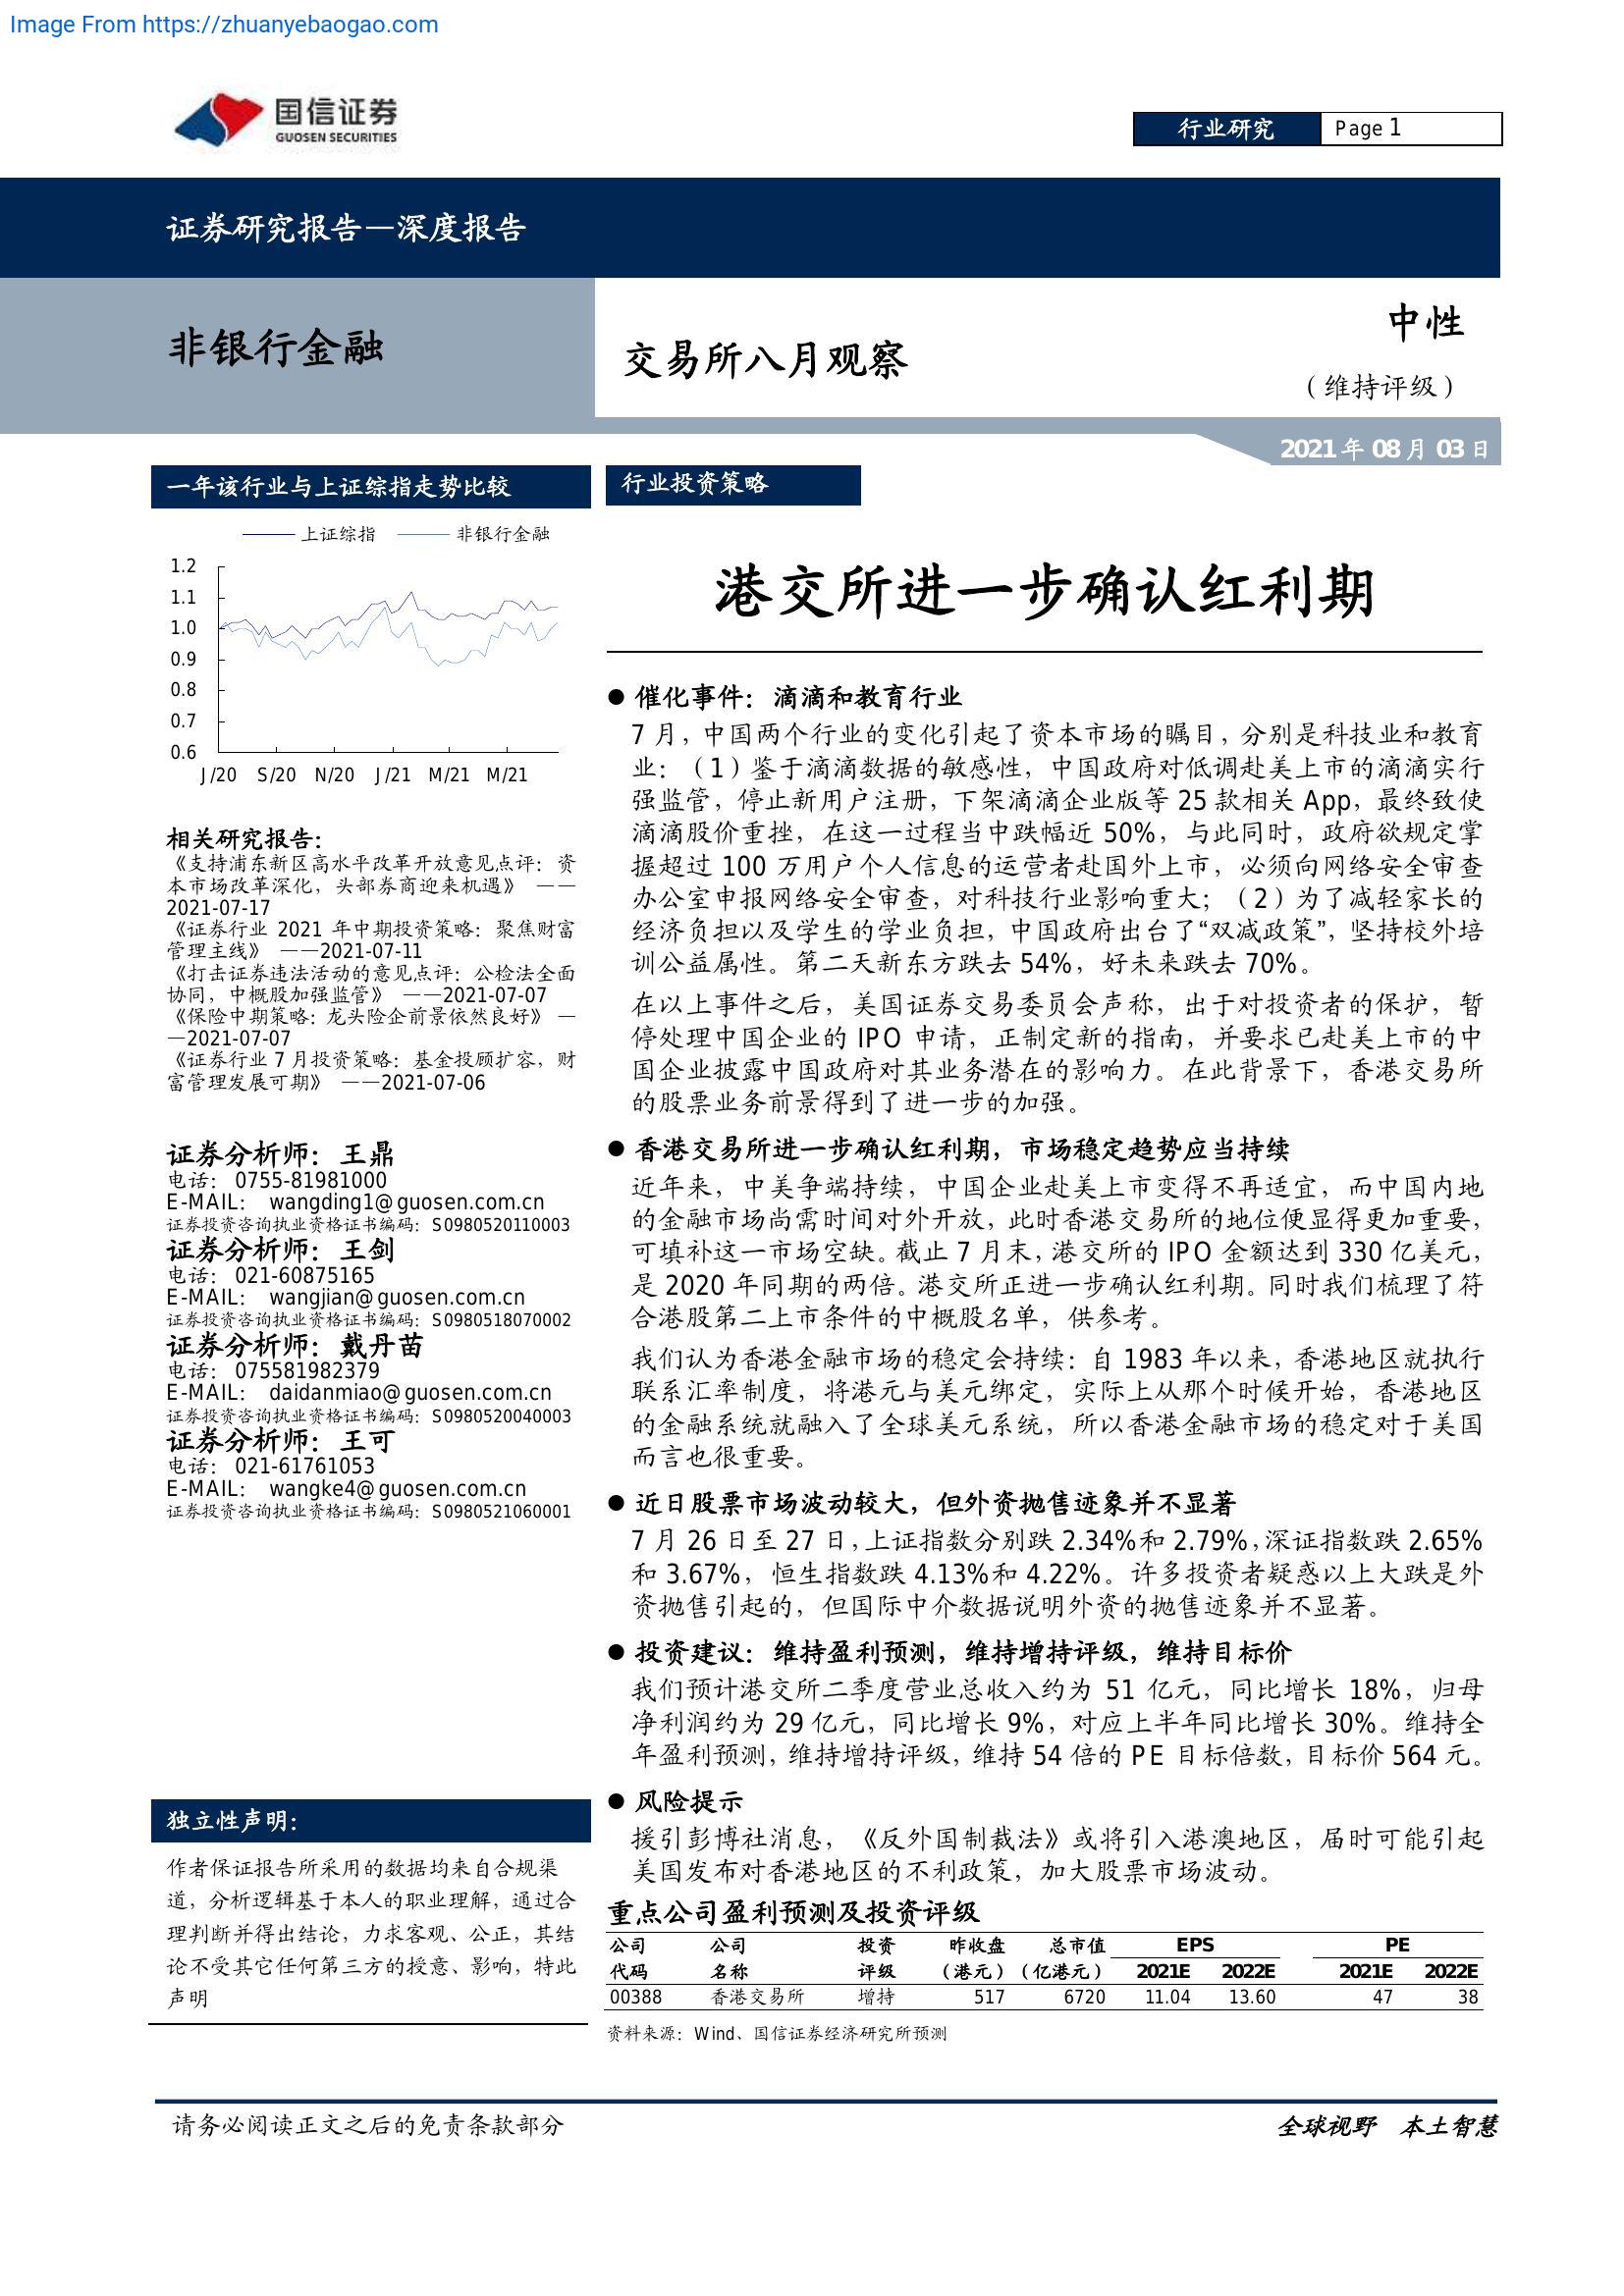 Image From https://zhuanyebaogao.com
国信证券
GUOSEN SECURITIES
行业研究
Page 1
证券研究报告—深度报告
非银行金融
交易所八月观察
中性
（维持评级）
2021 年 08 月 03 日
一年该行业与上证综指走势比较
上证综指 非银行金融
1.2
1.1
1.0
0.9
0.8
0.7
0.6
J/20 S/20 N/20 J/21 M/21 M/21
相关研究报告：
《支持浦东新区高水平改革开放意见点评：资
本市场改革深化，头部券商迎来机遇》 ——
2021-07-17
《证券行业 2021 年中期投资策略：聚焦财富
管理主线》 ——2021-07-11
《打击证券违法活动的意见点评：公检法全面
协同，中概股加强监管》 ——2021-07-07
《保险中期策略：龙头险企前景依然良好》 —
—2021-07-07
《证券行业 7 月投资策略：基金投顾扩容，财
富管理发展可期》 ——2021-07-06
证券分析师：王鼎
电话： 0755-81981000
E-MAIL： wangding1@guosen.com.cn
证券投资咨询执业资格证书编码：S0980520110003
证券分析师：王剑
电话： 021-60875165
E-MAIL： wangjian@guosen.com.cn
证券投资咨询执业资格证书编码：S0980518070002
证券分析师：戴丹苗
电话： 075581982379
E-MAIL： daidanmiao@guosen.com.cn
证券投资咨询执业资格证书编码：S0980520040003
证券分析师：王可
电话： 021-61761053
E-MAIL： wangke4@guosen.com.cn
证券投资咨询执业资格证书编码：S0980521060001
独立性声明：
作者保证报告所采用的数据均来自合规渠
道，分析逻辑基于本人的职业理解，通过合
理判断并得出结论，力求客观、公正，其结
论不受其它任何第三方的授意、影响，特此
声明
行业投资策略
港交所进一步确认红利期
● 催化事件：滴滴和教育行业
7 月，中国两个行业的变化引起了资本市场的瞩目，分别是科技业和教育
业：（1）鉴于滴滴数据的敏感性，中国政府对低调赴美上市的滴滴实行
强监管，停止新用户注册，下架滴滴企业版等 25 款相关 App，最终致使
滴滴股价重挫，在这一过程当中跌幅近 50%，与此同时，政府欲规定掌
握超过 100 万用户个人信息的运营者赴国外上市，必须向网络安全审查
办公室申报网络安全审查，对科技行业影响重大；（2）为了减轻家长的
经济负担以及学生的学业负担，中国政府出台了“双减政策”，坚持校外培
训公益属性。第二天新东方跌去 54%，好未来跌去 70%。
在以上事件之后，美国证券交易委员会声称，出于对投资者的保护，暂
停处理中国企业的 IPO 申请，正制定新的指南，并要求已赴美上市的中
国企业披露中国政府对其业务潜在的影响力。在此背景下，香港交易所
的股票业务前景得到了进一步的加强。
● 香港交易所进一步确认红利期，市场稳定趋势应当持续
近年来，中美争端持续，中国企业赴美上市变得不再适宜，而中国内地
的金融市场尚需时间对外开放，此时香港交易所的地位便显得更加重要，
可填补这一市场空缺。截止 7 月末，港交所的 IPO 金额达到 330 亿美元，
是 2020 年同期的两倍。港交所正进一步确认红利期。同时我们梳理了符
合港股第二上市条件的中概股名单，供参考。
我们认为香港金融市场的稳定会持续：自 1983 年以来，香港地区就执行
联系汇率制度，将港元与美元绑定，实际上从那个时候开始，香港地区
的金融系统就融入了全球美元系统，所以香港金融市场的稳定对于美国
而言也很重要。
● 近日股票市场波动较大，但外资抛售迹象并不显著
7 月 26 日至 27 日，上证指数分别跌 2.34%和 2.79%，深证指数跌 2.65%
和 3.67%，恒生指数跌 4.13%和 4.22%。许多投资者疑惑以上大跌是外
资抛售引起的，但国际中介数据说明外资的抛售迹象并不显著。
● 投资建议：维持盈利预测，维持增持评级，维持目标价
我们预计港交所二季度营业总收入约为 51 亿元，同比增长 18%，归母
净利润约为 29 亿元，同比增长 9%，对应上半年同比增长 30%。维持全
年盈利预测，维持增持评级，维持 54 倍的 PE 目标倍数，目标价 564 元。
● 风险提示
援引彭博社消息，《反外国制裁法》或将引入港澳地区，届时可能引起
美国发布对香港地区的不利政策，加大股票市场波动。
重点公司盈利预测及投资评级
公司 公司 投资 昨收盘 总市值 EPS PE
代码 名称 评级 （港元） （亿港元） 2021E 2022E 2021E 2022E
00388 香港交易所 增持 517 6720 11.04 13.60 47 38
资料来源：Wind、国信证券经济研究所预测
请务必阅读正文之后的免责条款部分
全球视野 本土智慧